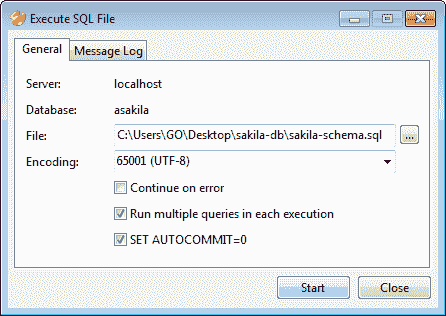 Execute SQL File
General
Message Log
Server: localhost
Database: asakila
File: C:\Users\GO\Desktop\sakila-db\sakila-schema.sql ...
Encoding: 65001 (UTF-8)
Continue on error
Run multiple queries in each execution
SET AUTOCOMMIT=0
Start Close